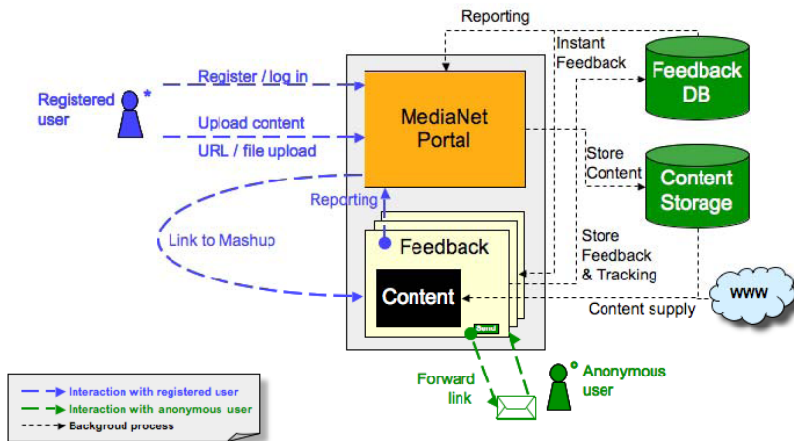 Reporting
Register / log in
Instant
Feedback
Feedback
DB
Registered
user
*
MediaNet
Portal
Upload content
URL / file upload
Store
Content
Content
Storage
Reporting
Link to Mashup
Feedback
Store
Feedback
& Tracking
Content
www
Content supply
Send
Forward
link
Anonymous
user
Interaction with registered user
Interaction with anonymous user
Backgroud process